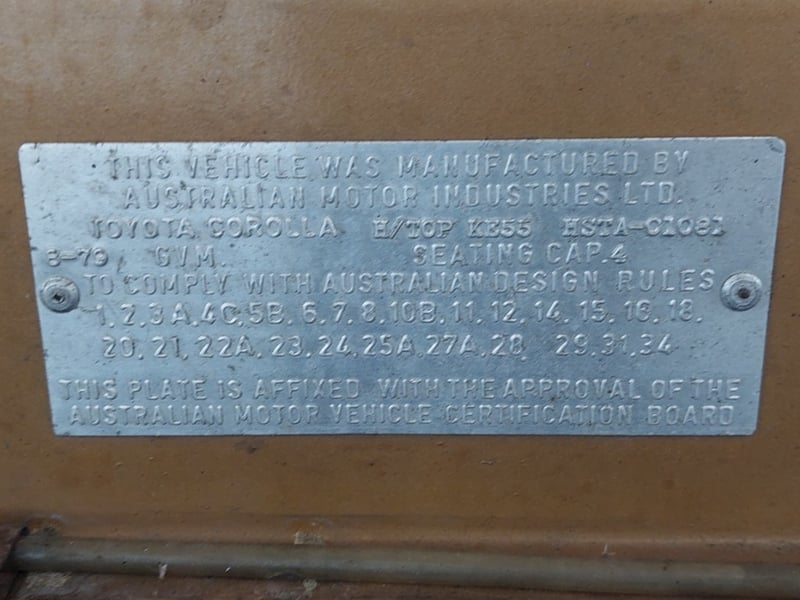 THIS VEHICLE WAS MANUFACTURED BY
AUSTRALIAN MOTOR INDUSTRIES LTD.
TOYOTA COROLLA H/TOP KE55 HSTA-C1081
8-79 GVM. SEATING CAP. 4
TO COMPLY WITH AUSTRALIAN DESIGN RULES
1, 2, 3A, 4C, 5B, 6, 7, 8, 10B, 11, 12, 14, 15, 16, 18,
20, 21, 22A, 23, 24, 25A, 27A, 28, 29, 31, 34
THIS PLATE IS AFFIXED WITH THE APPROVAL OF THE
AUSTRALIAN MOTOR VEHICLE CERTIFICATION BOARD